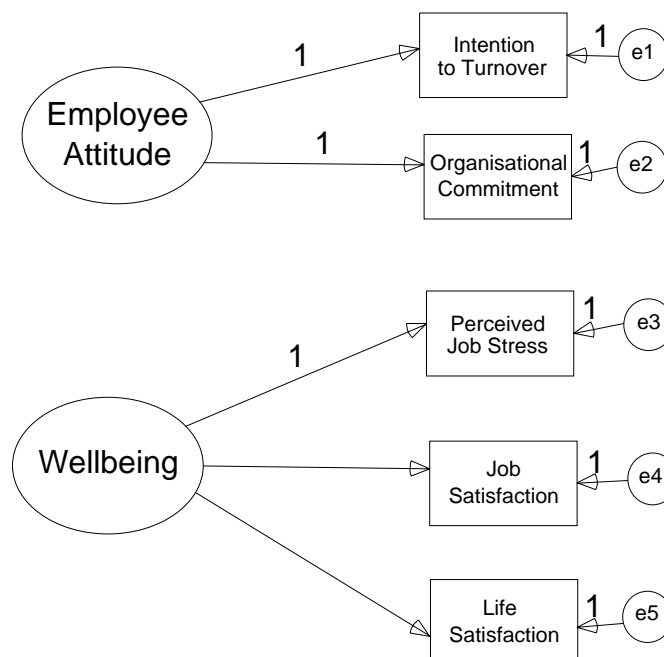 1
Intention
to Turnover
1
e1
Employee
Attitude
1
Organisational
Commitment
1
e2
Perceived
Job Stress
1
e3
1
Wellbeing
Job
Satisfaction
1
e4
Life
Satisfaction
1
e5